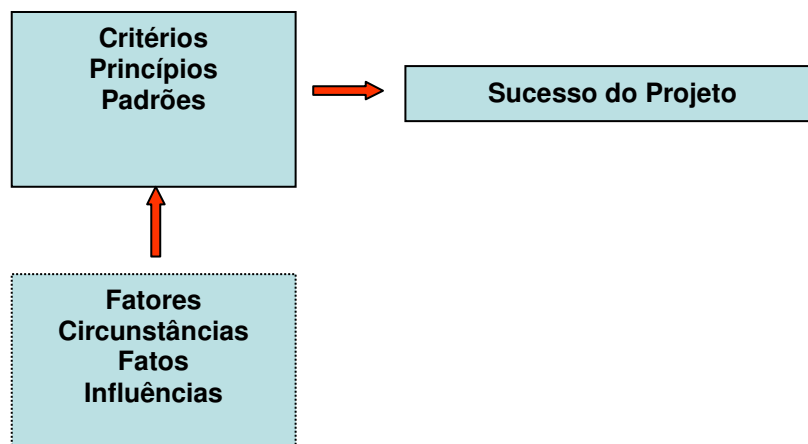 Critérios
Princípios
Padrões
Sucesso do Projeto
Fatores
Circunstâncias
Fatos
Influências